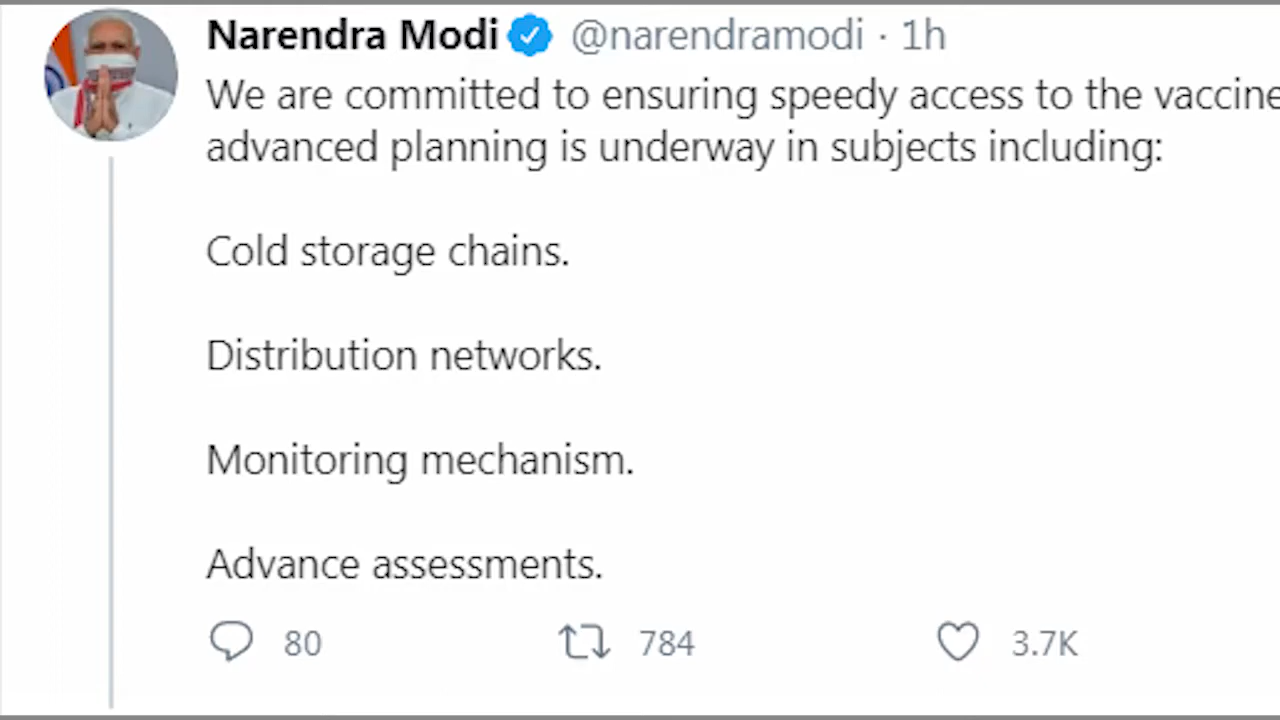 Narendra Modi @narendramodi · 1h
We are committed to ensuring speedy access to the vaccine
advanced planning is underway in subjects including:
Cold storage chains.
Distribution networks.
Monitoring mechanism.
Advance assessments.
80 784 3.7K